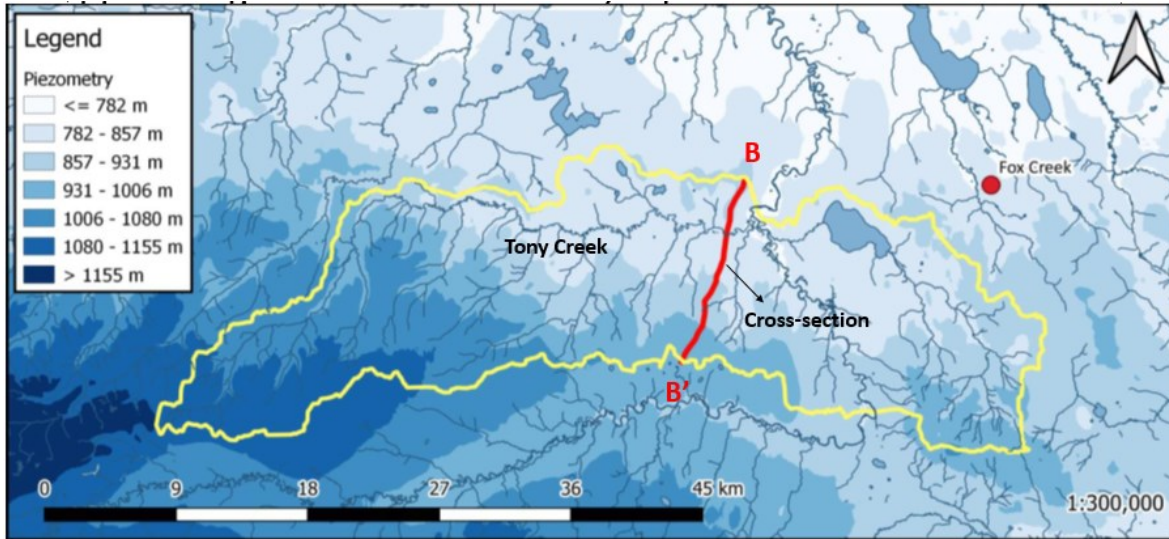 Legend
Piezometry
<= 782 m
782 - 857 m
857 - 931 m
931 - 1006 m
1006 - 1080 m
1080 - 1155 m
> 1155 m
B
Fox Creek
Tony Creek
Cross-section
B’
0 9 18 27 36 45 km
1:300,000